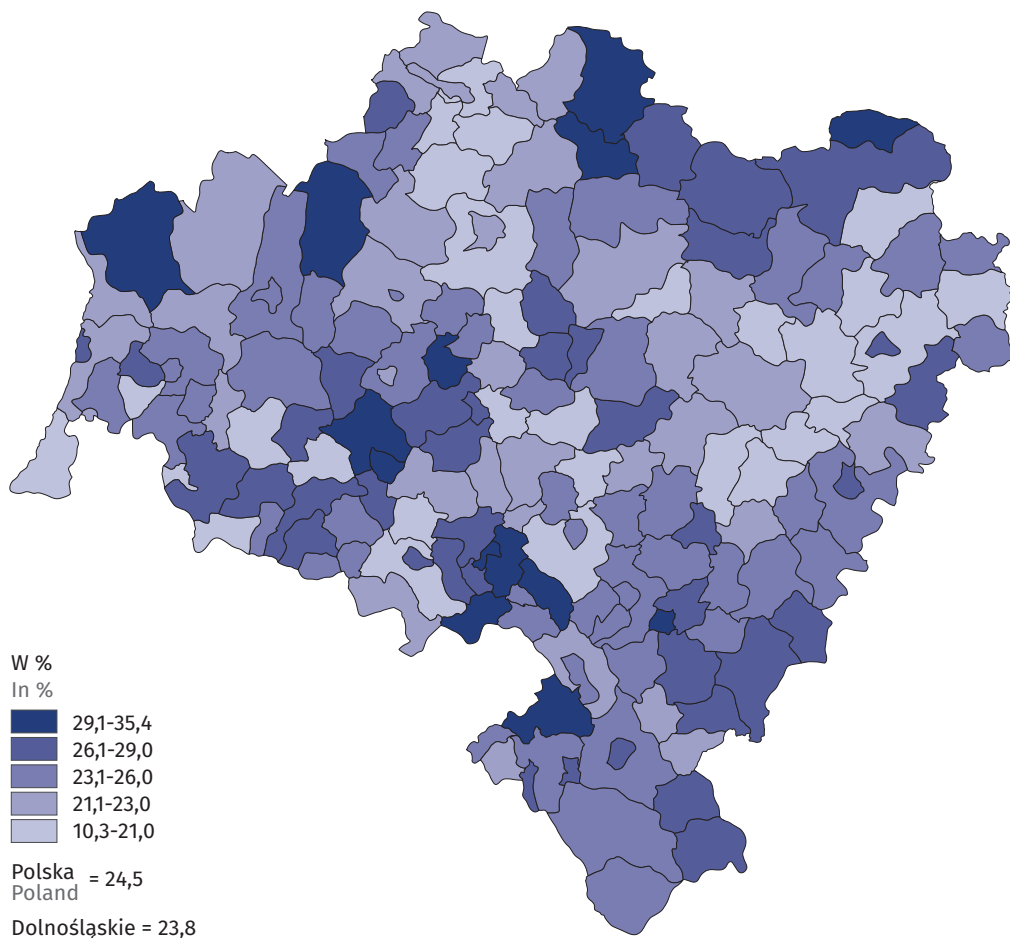 W %
In %
29,1-35,4
26,1-29,0
23,1-26,0
21,1-23,0
10,3-21,0
Polska
Poland = 24,5
Dolnośląskie = 23,8